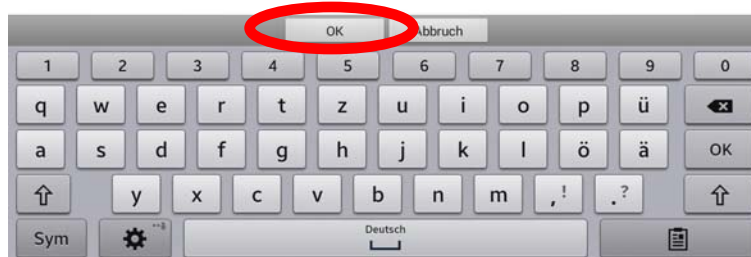 OK Abbruch
1 2 3 4 5 6 7 8 9 0
q w e r t z u i o p ü
a s d f g h j k l ö ä OK
y x c v b n m , ! . ?
Sym Deutsch